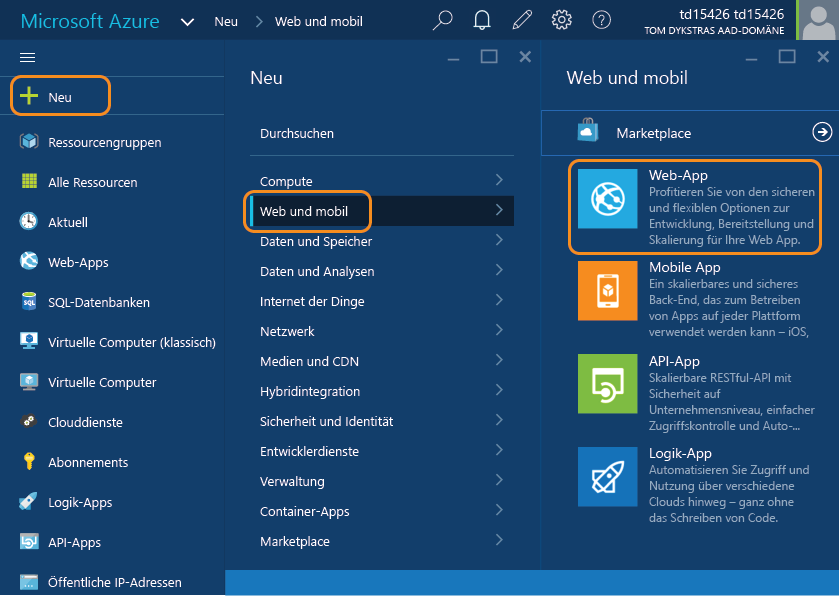 Microsoft Azure
Neu > Web und mobil
td15426 td15426
TOM DYKSTRAS AAD-DOMÄNE
Neu
Ressourcengruppen
Alle Ressourcen
Aktuell
Web-Apps
SQL-Datenbanken
Virtuelle Computer (klassisch)
Virtuelle Computer
Clouddienste
Abonnements
Logik-Apps
API-Apps
Öffentliche IP-Adressen
Neu
Durchsuchen
Compute
Web und mobil
Daten und Speicher
Daten und Analysen
Internet der Dinge
Netzwerk
Medien und CDN
Hybridintegration
Sicherheit und Identität
Entwicklerdienste
Verwaltung
Container-Apps
Marketplace
Web und mobil
Marketplace
Web-App
Profitieren Sie von den sicheren
und flexiblen Optionen zur
Entwicklung, Bereitstellung und
Skalierung für Ihre Web App.
Mobile App
Ein skalierbares und sicheres
Back-End, das zum Betreiben
von Apps auf jeder Plattform
verwendet werden kann – iOS,
API-App
Skalierbare RESTful-API mit
Sicherheit auf
Unternehmensniveau, einfacher
Zugriffskontrolle und Auto-...
Logik-App
Automatisieren Sie Zugriff und
Nutzung über verschiedene
Clouds hinweg – ganz ohne
das Schreiben von Code.